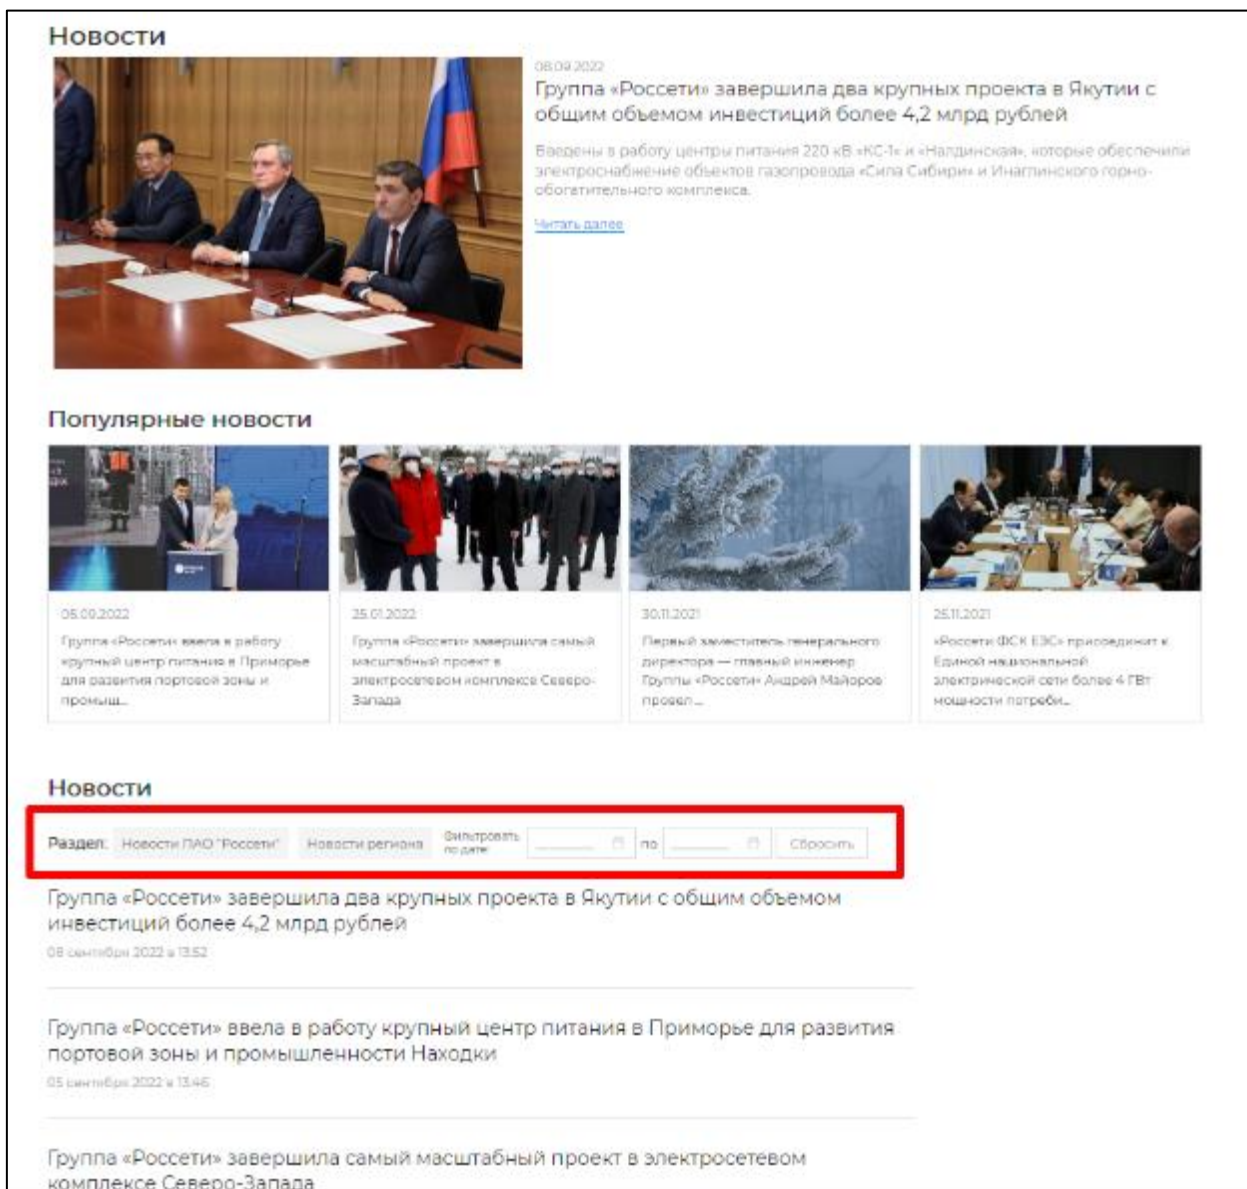 Новости
08.09.2022
Группа «Россети» завершила два крупных проекта в Якутии с
общим объемом инвестиций более 4,2 млрд рублей
Введены в работу центры питания 220 кВ «КС-1» и «Налдинская», которые обеспечили
электроснабжение объектов газопровода «Сила Сибири» и Инаглинского горно-
обогатительного комплекса.
Читать далее
Популярные новости
05.09.2022
Группа «Россети» ввела в работу
крупный центр питания в Приморье
для развития портовой зоны и
промыш...
25.01.2022
Группа «Россети» завершила самый
масштабный проект в
электросетевом комплексе Северо-
Запада
30.11.2021
Первый заместитель генерального
директора — главный инженер
Группы «Россети» Андрей Майоров
провел ...
25.11.2021
«Россети ФСК ЕЭС» присоединит к
Единой национальной
электрической сети более 4 ГВт
мощности потреби...
Новости
Раздел: Новости ПАО "Россети" Новости региона Фильтровать по дате: по Сбросить
Группа «Россети» завершила два крупных проекта в Якутии с общим объемом
инвестиций более 4,2 млрд рублей
08 сентября 2022 в 13:52
Группа «Россети» ввела в работу крупный центр питания в Приморье для развития
портовой зоны и промышленности Находки
05 сентября 2022 в 13:46
Группа «Россети» завершила самый масштабный проект в электросетевом
комплексе Северо-Запада